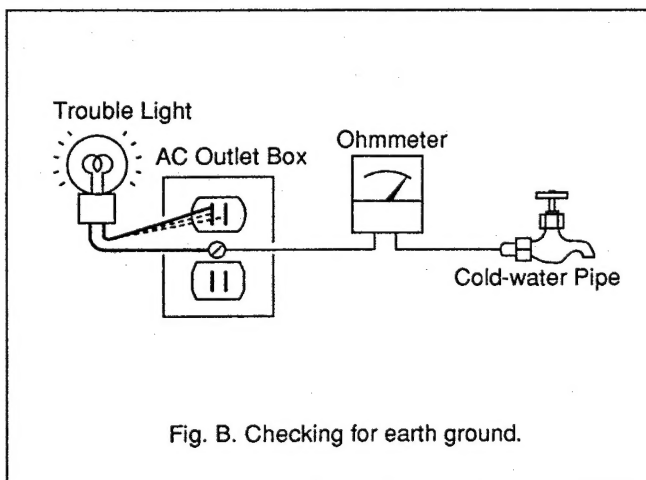 Trouble Light
AC Outlet Box
Ohmmeter
Cold-water Pipe
Fig. B. Checking for earth ground.